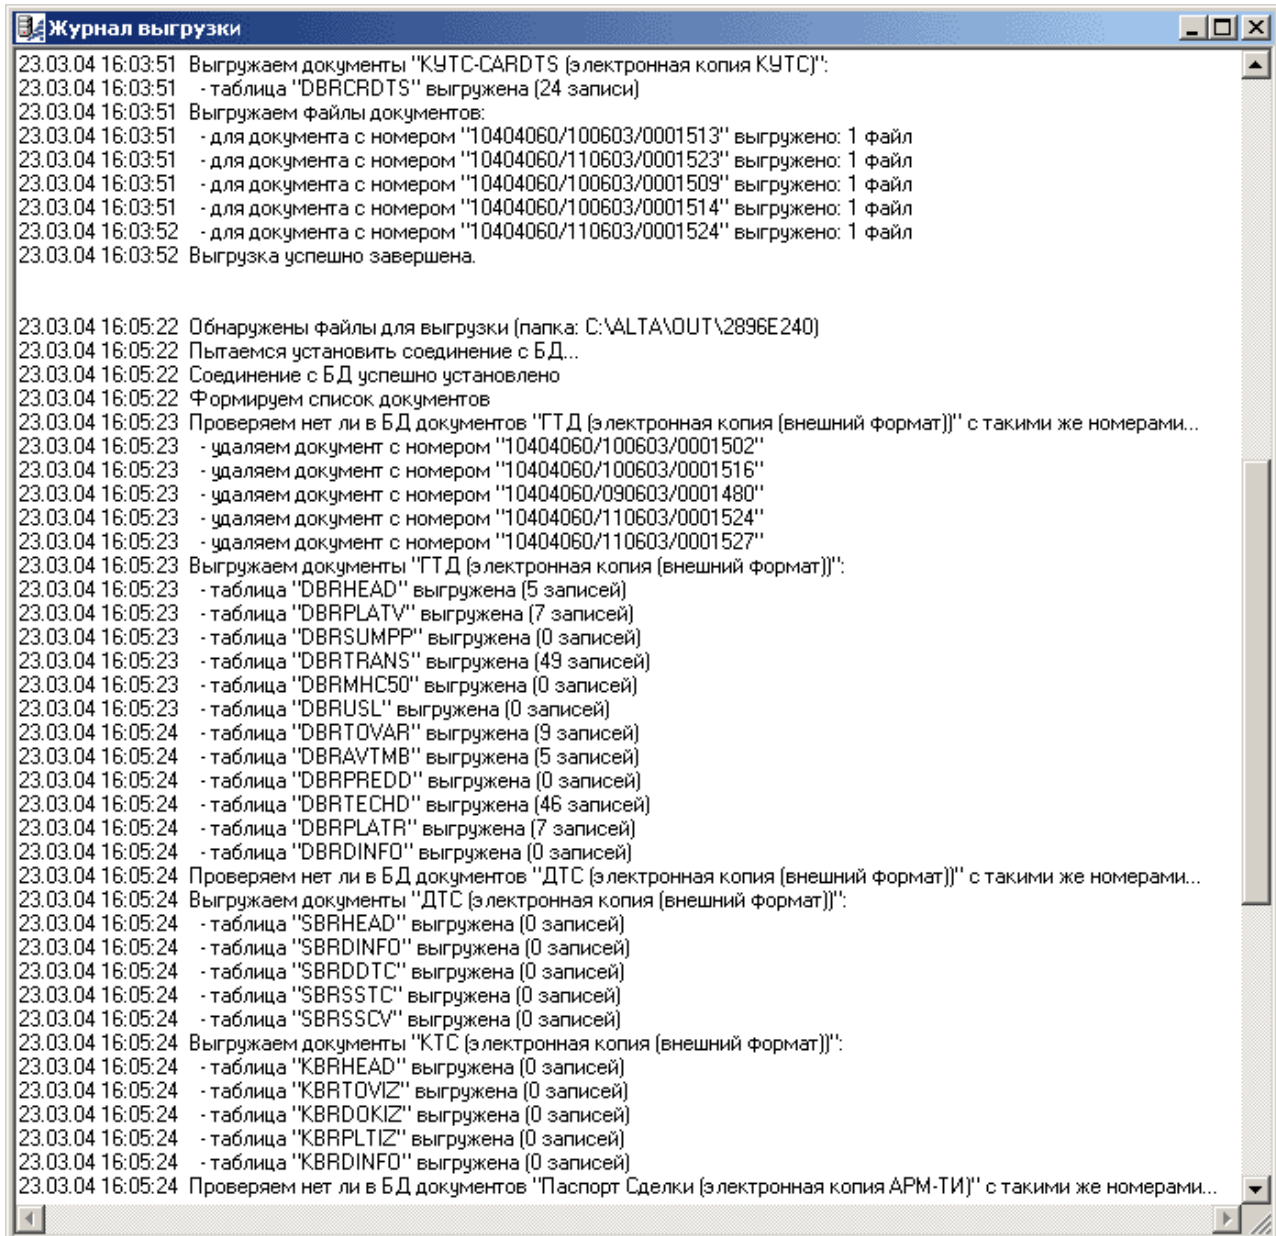 Журнал выгрузки
23.03.04 16:03:51 Выгружаем документы "КУТС-CARDTS (электронная копия КУТС)":
23.03.04 16:03:51 - таблица "DBRCRDTS" выгружена (24 записи)
23.03.04 16:03:51 Выгружаем файлы документов:
23.03.04 16:03:51 - для документа с номером "10404060/100603/0001513" выгружено: 1 файл
23.03.04 16:03:51 - для документа с номером "10404060/110603/0001523" выгружено: 1 файл
23.03.04 16:03:51 - для документа с номером "10404060/100603/0001509" выгружено: 1 файл
23.03.04 16:03:51 - для документа с номером "10404060/100603/0001514" выгружено: 1 файл
23.03.04 16:03:52 - для документа с номером "10404060/110603/0001524" выгружено: 1 файл
23.03.04 16:03:52 Выгрузка успешно завершена.
23.03.04 16:05:22 Обнаружены файлы для выгрузки (папка: C:\ALTA\OUT\2896E240)
23.03.04 16:05:22 Пытаемся установить соединение с БД...
23.03.04 16:05:22 Соединение с БД успешно установлено
23.03.04 16:05:22 Формируем список документов
23.03.04 16:05:23 Проверяем нет ли в БД документов "ГТД (электронная копия (внешний формат))" с такими же номерами...
23.03.04 16:05:23 - удаляем документ с номером "10404060/100603/0001502"
23.03.04 16:05:23 - удаляем документ с номером "10404060/100603/0001516"
23.03.04 16:05:23 - удаляем документ с номером "10404060/090603/0001480"
23.03.04 16:05:23 - удаляем документ с номером "10404060/110603/0001524"
23.03.04 16:05:23 - удаляем документ с номером "10404060/110603/0001527"
23.03.04 16:05:23 Выгружаем документы "ГТД (электронная копия (внешний формат))":
23.03.04 16:05:23 - таблица "DBRHEAD" выгружена (5 записей)
23.03.04 16:05:23 - таблица "DBRPLATV" выгружена (7 записей)
23.03.04 16:05:23 - таблица "DBRSUMPP" выгружена (0 записей)
23.03.04 16:05:23 - таблица "DBRTRANS" выгружена (49 записей)
23.03.04 16:05:23 - таблица "DBRMHC50" выгружена (0 записей)
23.03.04 16:05:23 - таблица "DBRUSL" выгружена (0 записей)
23.03.04 16:05:24 - таблица "DBRTOVAR" выгружена (9 записей)
23.03.04 16:05:24 - таблица "DBRAVTMB" выгружена (5 записей)
23.03.04 16:05:24 - таблица "DBRPREDD" выгружена (0 записей)
23.03.04 16:05:24 - таблица "DBRTECHD" выгружена (46 записей)
23.03.04 16:05:24 - таблица "DBRPLATR" выгружена (7 записей)
23.03.04 16:05:24 - таблица "DBRDINFO" выгружена (0 записей)
23.03.04 16:05:24 Проверяем нет ли в БД документов "ДТС (электронная копия (внешний формат))" с такими же номерами...
23.03.04 16:05:24 Выгружаем документы "ДТС (электронная копия (внешний формат))":
23.03.04 16:05:24 - таблица "SBRHEAD" выгружена (0 записей)
23.03.04 16:05:24 - таблица "SBRDINFO" выгружена (0 записей)
23.03.04 16:05:24 - таблица "SBRDDTC" выгружена (0 записей)
23.03.04 16:05:24 - таблица "SBRSSTC" выгружена (0 записей)
23.03.04 16:05:24 - таблица "SBRSSCV" выгружена (0 записей)
23.03.04 16:05:24 Выгружаем документы "КТС (электронная копия (внешний формат))":
23.03.04 16:05:24 - таблица "KBRHEAD" выгружена (0 записей)
23.03.04 16:05:24 - таблица "KBRTOVIZ" выгружена (0 записей)
23.03.04 16:05:24 - таблица "KBRDOKIZ" выгружена (0 записей)
23.03.04 16:05:24 - таблица "KBRPLTIZ" выгружена (0 записей)
23.03.04 16:05:24 - таблица "KBRDINFO" выгружена (0 записей)
23.03.04 16:05:24 Проверяем нет ли в БД документов "Паспорт Сделки (электронная копия АРМ-ТИ)" с такими же номерами...